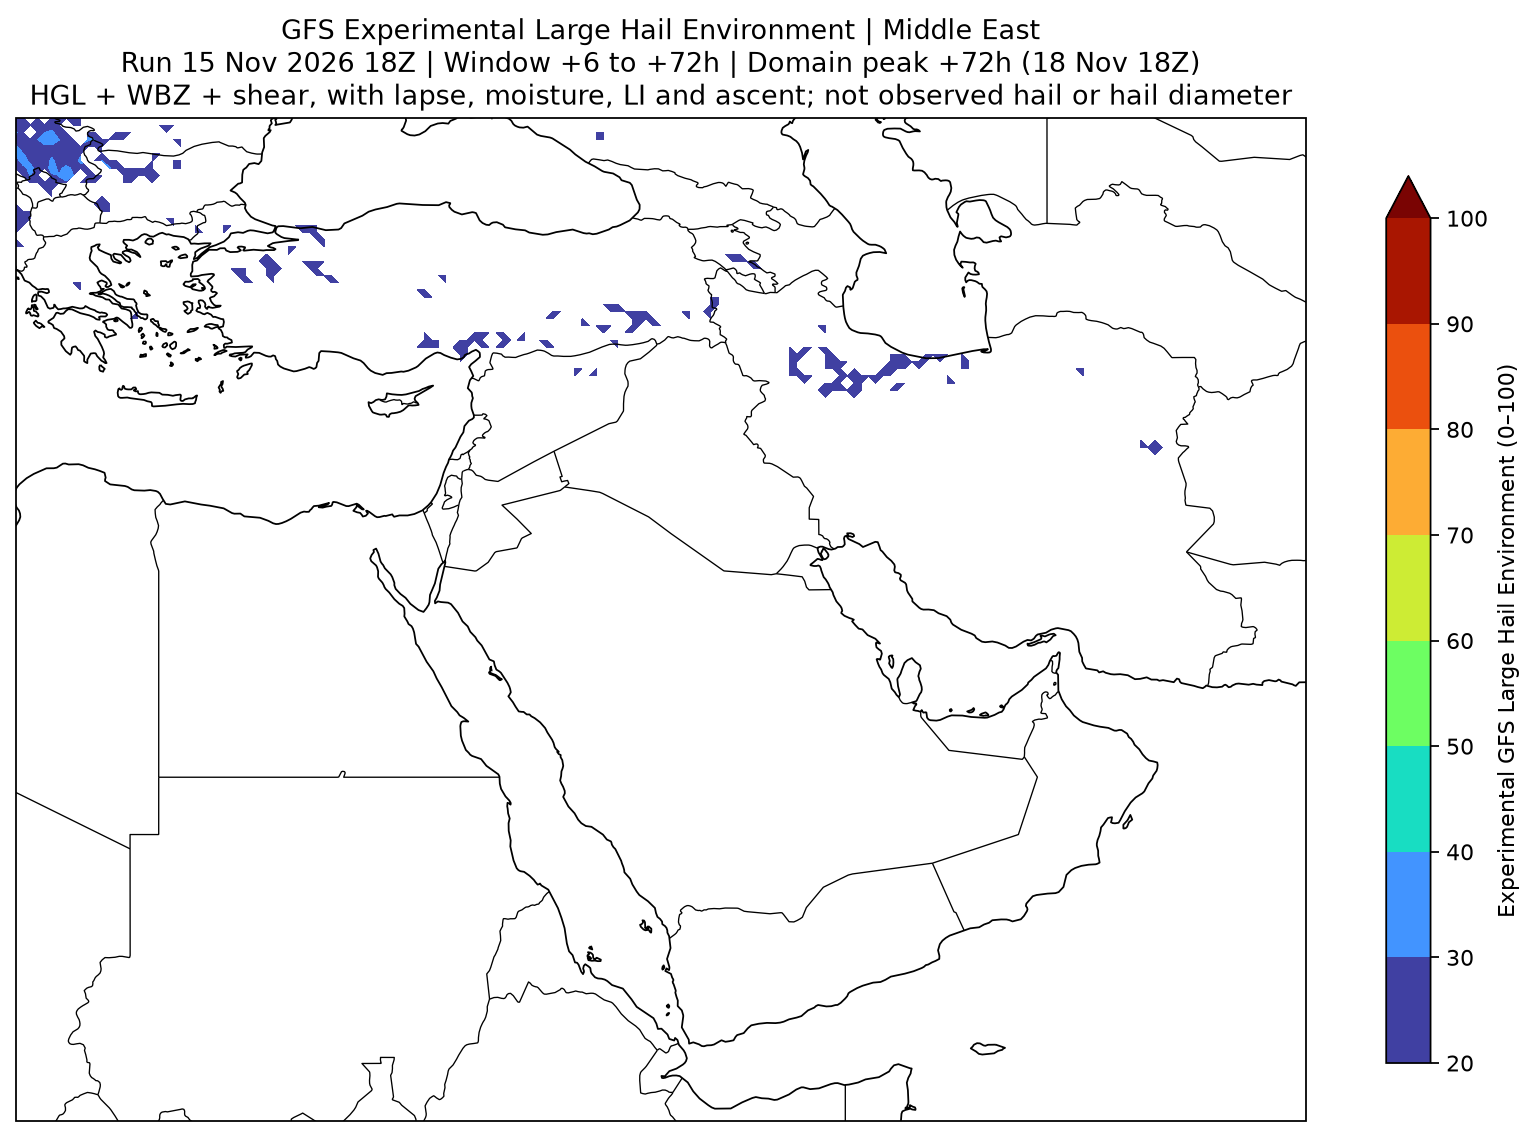 GFS Experimental Large Hail Environment | Middle East
Run 15 Nov 2026 18Z | Window +6 to +72h | Domain peak +72h (18 Nov 18Z)
HGL + WBZ + shear, with lapse, moisture, LI and ascent; not observed hail or hail diameter
100
90
80
70
60
50
40
30
20
Experimental GFS Large Hail Environment (0–100)